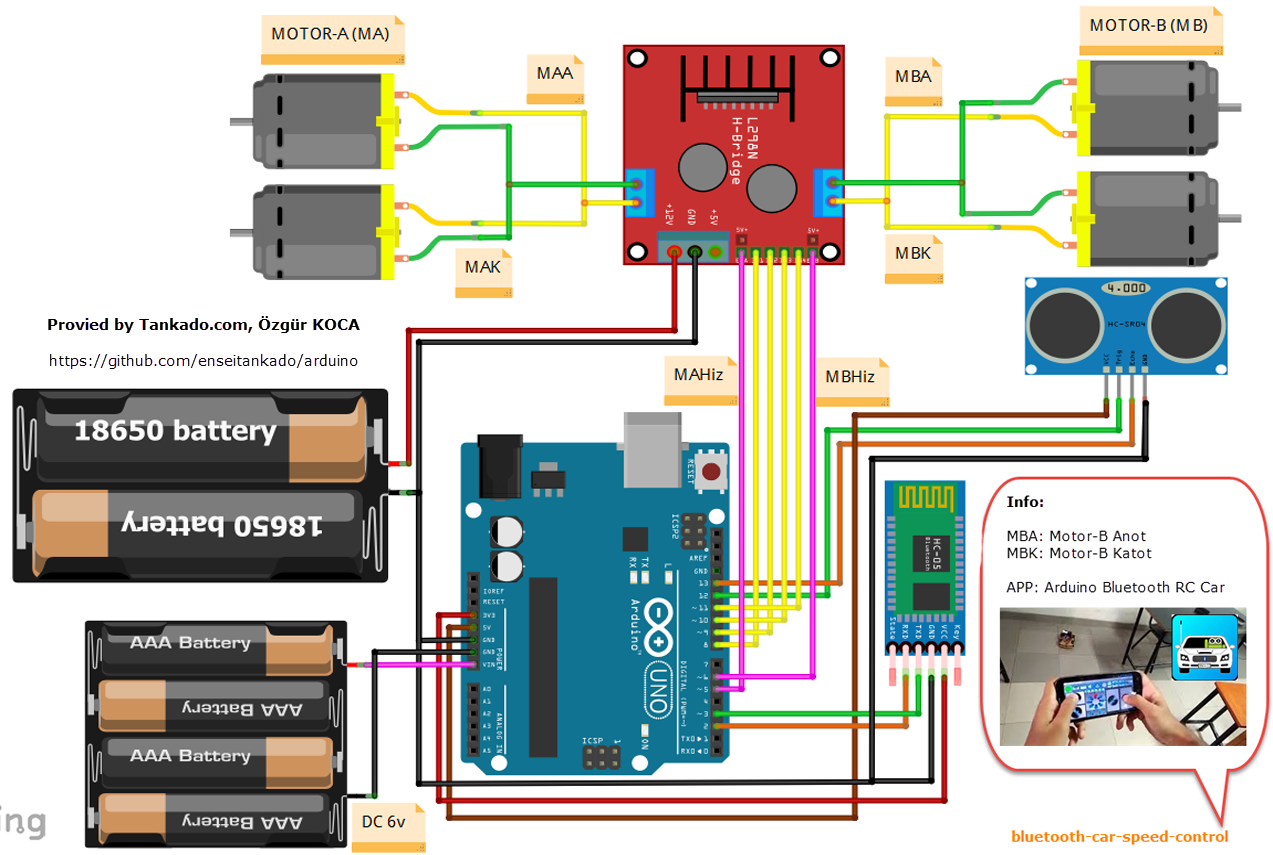 MOTOR-A (MA)
MOTOR-B (MB)
MAA
MBA
L298N
H-Bridge
+12V
GND
+5V
5V+
5V+
MAK
MBK
4.000
HC-SR04
VCC
Trig
Echo
GND
Provied by Tankado.com, Özgür KOCA
https://github.com/enseitankado/arduino
MAHiz
MBHiz
18650 battery
18650 battery
RESET
ICSP2
AREF
GND
13
12
~11
~10
~9
8
7
~6
~5
4
~3
2
TXD 1
RXD 0
RX
TX
L
Arduino
UNO
DIGITAL (PWM=~)
IOREF
RESET
3V3
5V
GND
GND
VIN
POWER
A0
A1
A2
A3
A4
A5
ANALOG IN
ICSP
1
ON
HC-05
Bluetooth
State
RXD
TXD
GND
VCC
Key
Info:
MBA: Motor-B Anot
MBK: Motor-B Katot
APP: Arduino Bluetooth RC Car
AAA Battery
AAA Battery
AAA Battery
AAA Battery
DC 6v
ing
bluetooth-car-speed-control